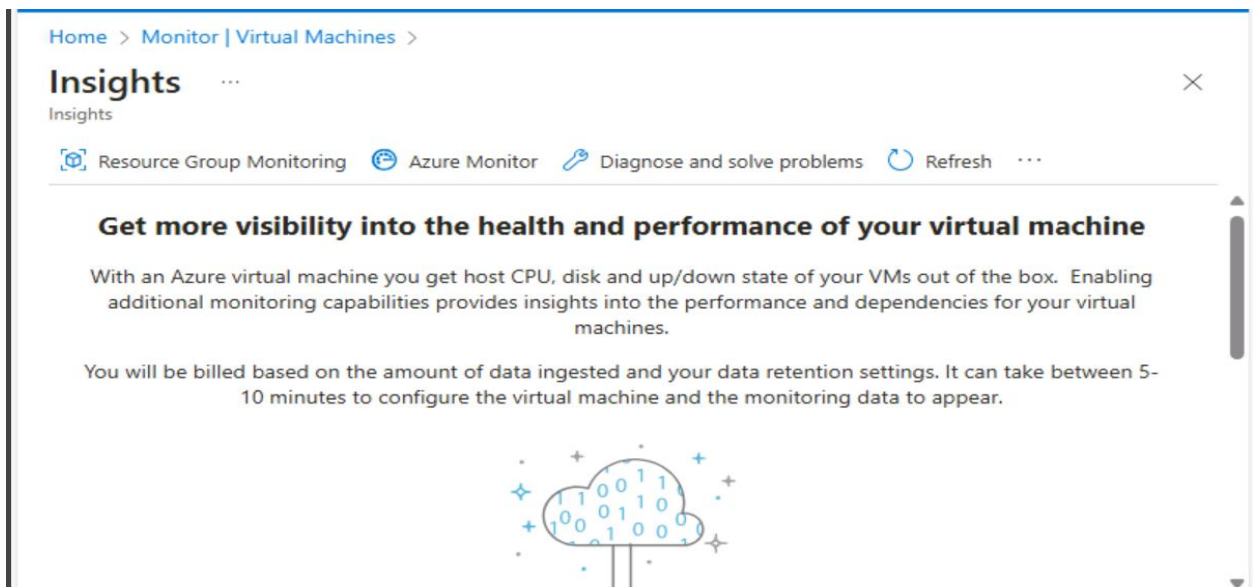 Home > Monitor | Virtual Machines >
Insights ...
Insights
Resource Group Monitoring Azure Monitor Diagnose and solve problems Refresh ...
Get more visibility into the health and performance of your virtual machine
With an Azure virtual machine you get host CPU, disk and up/down state of your VMs out of the box. Enabling
additional monitoring capabilities provides insights into the performance and dependencies for your virtual
machines.
You will be billed based on the amount of data ingested and your data retention settings. It can take between 5-
10 minutes to configure the virtual machine and the monitoring data to appear.